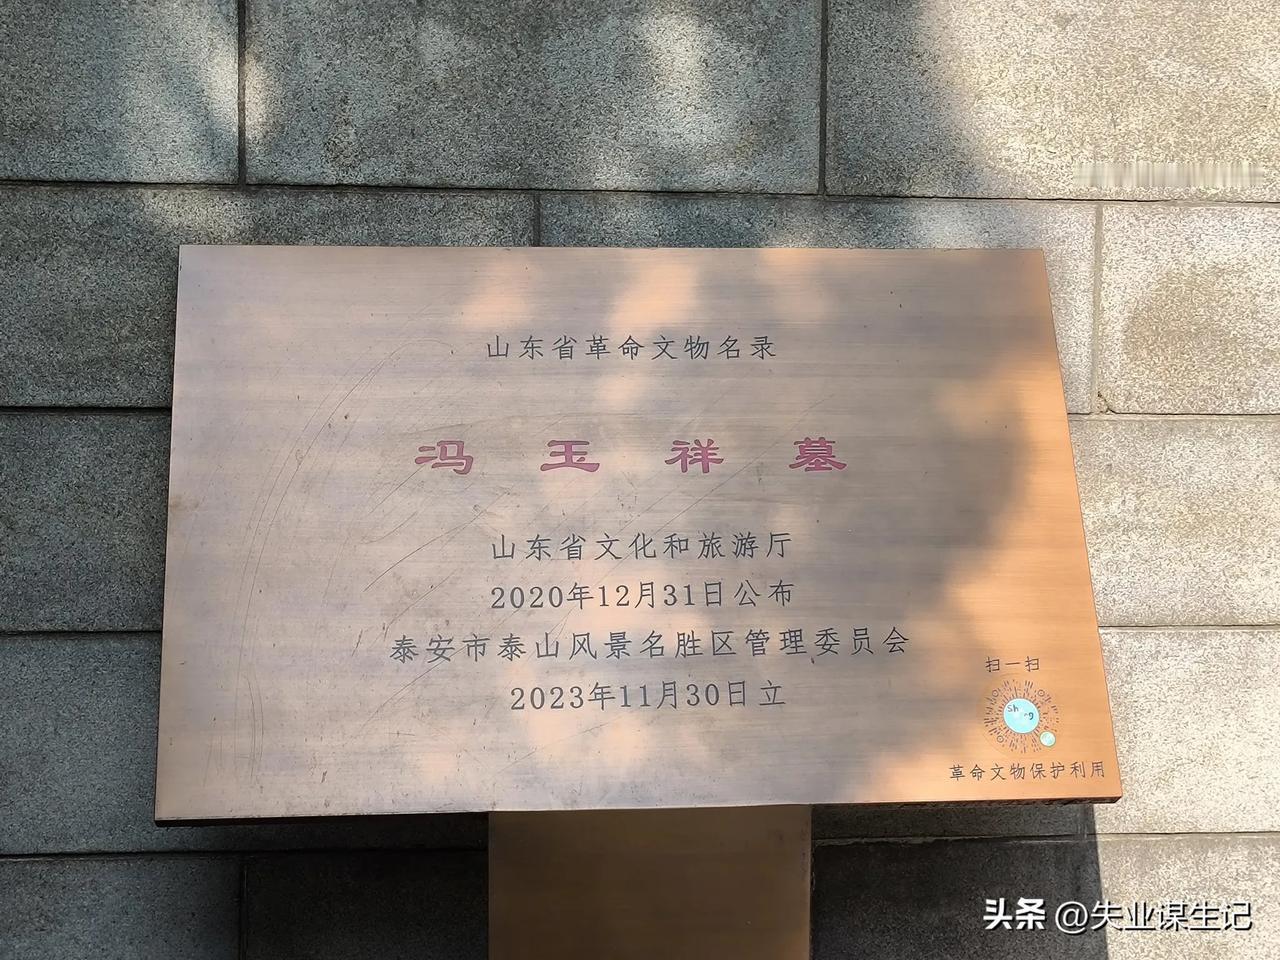 山东省革命文物名录
冯玉祥墓
山东省文化和旅游厅
2020年12月31日公布
泰安市泰山风景名胜区管理委员会
2023年11月30日立
扫一扫
革命文物保护利用
头条 @失业谋生记